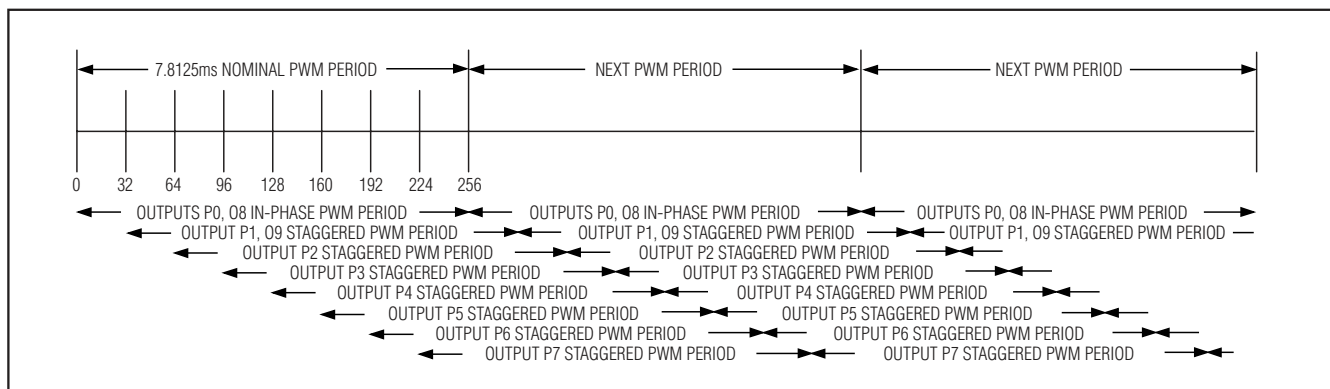 7.8125ms NOMINAL PWM PERIOD NEXT PWM PERIOD NEXT PWM PERIOD
0 32 64 96 128 160 192 224 256
OUTPUTS P0, O8 IN-PHASE PWM PERIOD OUTPUTS P0, O8 IN-PHASE PWM PERIOD OUTPUTS P0, O8 IN-PHASE PWM PERIOD
OUTPUT P1, O9 STAGGERED PWM PERIOD OUTPUT P1, O9 STAGGERED PWM PERIOD OUTPUT P1, O9 STAGGERED PWM PERIOD
OUTPUT P2 STAGGERED PWM PERIOD OUTPUT P2 STAGGERED PWM PERIOD
OUTPUT P3 STAGGERED PWM PERIOD OUTPUT P3 STAGGERED PWM PERIOD
OUTPUT P4 STAGGERED PWM PERIOD OUTPUT P4 STAGGERED PWM PERIOD
OUTPUT P5 STAGGERED PWM PERIOD OUTPUT P5 STAGGERED PWM PERIOD
OUTPUT P6 STAGGERED PWM PERIOD OUTPUT P6 STAGGERED PWM PERIOD
OUTPUT P7 STAGGERED PWM PERIOD OUTPUT P7 STAGGERED PWM PERIOD